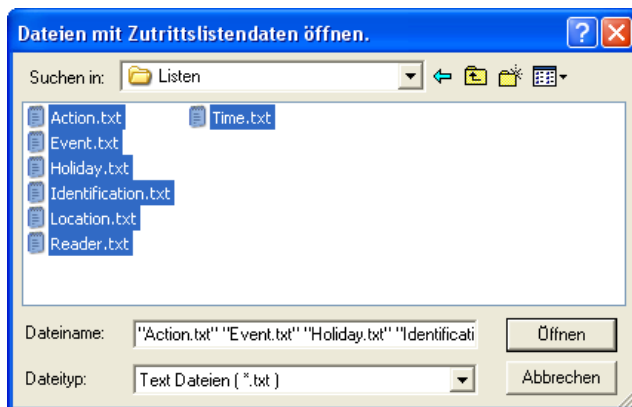 Dateien mit Zutrittslistendaten öffnen.
Suchen in: Listen
Action.txt
Event.txt
Holiday.txt
Identification.txt
Location.txt
Reader.txt
Time.txt
Dateiname: "Action.txt" "Event.txt" "Holiday.txt" "Identificati
Öffnen
Dateityp: Text Dateien ( *.txt )
Abbrechen